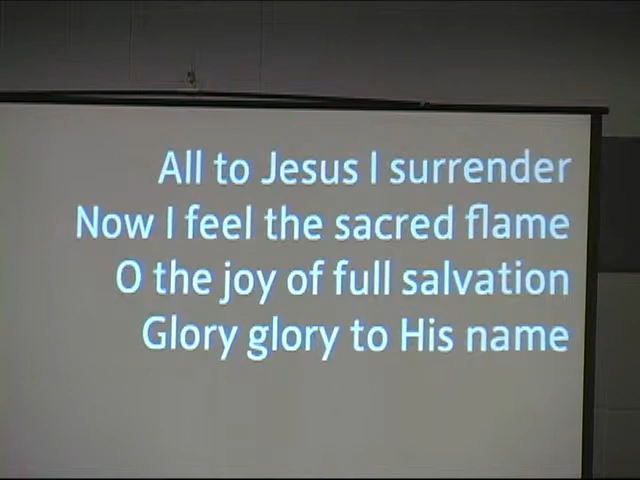 All to Jesus I surrender
Now I feel the sacred flame
O the joy of full salvation
Glory glory to His name